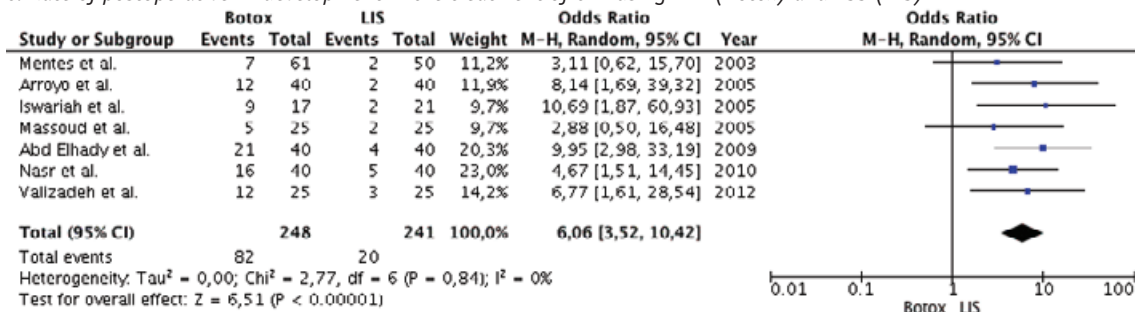 Botox LIS Odds Ratio Odds Ratio
Study or Subgroup Events Total Events Total Weight M-H, Random, 95% CI Year M-H, Random, 95% CI
Mentes et al. 7 61 2 50 11,2% 3,11 [0,62, 15,70] 2003
Arroyo et al. 12 40 2 40 11,9% 8,14 [1,69, 39,32] 2005
Iswariah et al. 9 17 2 21 9,7% 10,69 [1,87, 60,93] 2005
Massoud et al. 5 25 2 25 9,7% 2,88 [0,50, 16,48] 2005
Abd Elhady et al. 21 40 4 40 20,3% 9,95 [2,98, 33,19] 2009
Nasr et al. 16 40 5 40 23,0% 4,67 [1,51, 14,45] 2010
Valizadeh et al. 12 25 3 25 14,2% 6,77 [1,61, 28,54] 2012
Total (95% CI) 248 241 100,0% 6,06 [3,52, 10,42]
Total events 82 20
Heterogeneity: Tau² = 0,00; Chi² = 2,77, df = 6 (P = 0,84); I² = 0%
Test for overall effect: Z = 6,51 (P < 0.00001)
0.01 0.1 1 10 100
Botox LIS